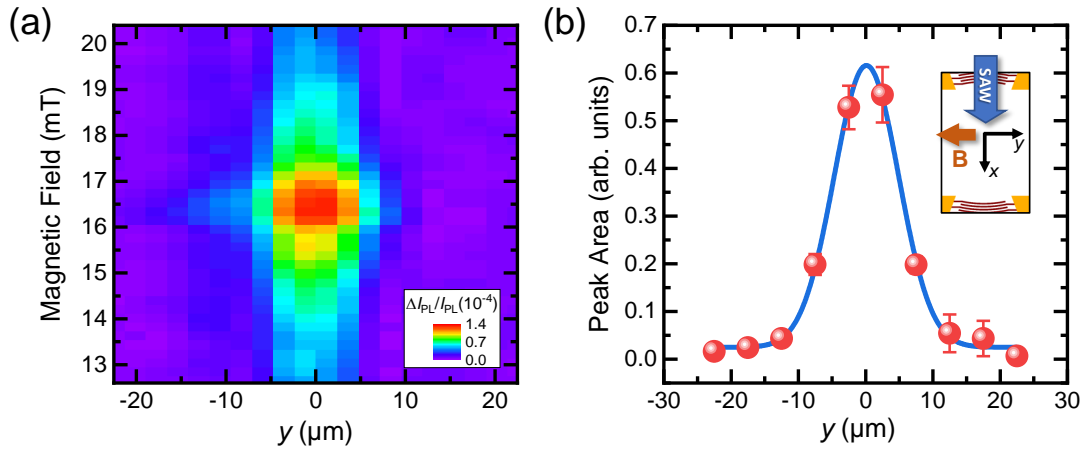 (a)
Magnetic Field (mT)
20
19
18
17
16
15
14
13
-20
-10
0
10
20
y (μm)
ΔI_PL/I_PL(10⁻⁴)
1.4
0.7
0.0
(b)
Peak Area (arb. units)
0.7
0.6
0.5
0.4
0.3
0.2
0.1
0.0
-30
-20
-10
0
10
20
30
y (μm)
SAW
B
y
x